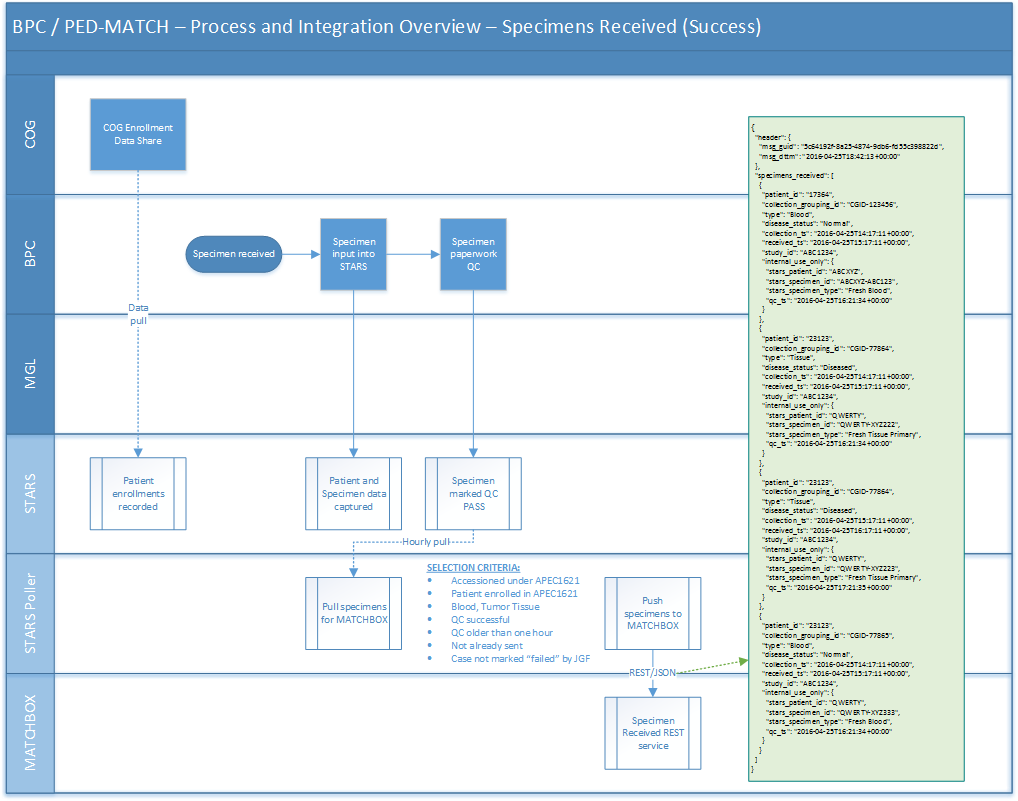 BPC / PED-MATCH – Process and Integration Overview – Specimens Received (Success)
COG
COG Enrollment
Data Share
BPC
Specimen received
Specimen
input into
STARS
Specimen
paperwork
QC
Data
pull
MGL
STARS
Patient
enrollments
recorded
Patient and
Specimen data
captured
Specimen
marked QC
PASS
Hourly pull
STARS Poller
Pull specimens
for MATCHBOX
SELECTION CRITERIA:
• Accessioned under APEC1621
• Patient enrolled in APEC1621
• Blood, Tumor Tissue
• QC successful
• QC older than one hour
• Not already sent
• Case not marked “failed” by JGF
Push
specimens to
MATCHBOX
REST/JSON
MATCHBOX
Specimen
Received REST
service
{
"header": {
"msg_guid": "5c64192f-8a25-4874-9db6-fd55c398822d",
"msg_dttm": "2016-04-25T18:42:13+00:00"
},
"specimens_received": [
{
"patient_id": "17364",
"collection_grouping_id": "CGID-123456",
"type": "Blood",
"disease_status": "Normal",
"collection_ts": "2016-04-25T14:17:11+00:00",
"received_ts": "2016-04-25T15:17:11+00:00",
"study_id": "ABC1234",
"internal_use_only": {
"stars_patient_id": "ABCXYZ",
"stars_specimen_id": "ABCXYZ-ABC123",
"stars_specimen_type": "Fresh Blood",
"qc_ts": "2016-04-25T16:21:34+00:00"
}
},
{
"patient_id": "23123",
"collection_grouping_id": "CGID-77864",
"type": "Tissue",
"disease_status": "Diseased",
"collection_ts": "2016-04-25T14:17:11+00:00",
"received_ts": "2016-04-25T15:17:11+00:00",
"study_id": "ABC1234",
"internal_use_only": {
"stars_patient_id": "QWERTY",
"stars_specimen_id": "QWERTY-XYZ222",
"stars_specimen_type": "Fresh Tissue Primary",
"qc_ts": "2016-04-25T16:21:34+00:00"
}
},
{
"patient_id": "23123",
"collection_grouping_id": "CGID-77864",
"type": "Tissue",
"disease_status": "Diseased",
"collection_ts": "2016-04-25T15:17:11+00:00",
"received_ts": "2016-04-25T16:17:11+00:00",
"study_id": "ABC1234",
"internal_use_only": {
"stars_patient_id": "QWERTY",
"stars_specimen_id": "QWERTY-XYZ223",
"stars_specimen_type": "Fresh Tissue Primary",
"qc_ts": "2016-04-25T17:21:35+00:00"
}
},
{
"patient_id": "23123",
"collection_grouping_id": "CGID-77865",
"type": "Blood",
"disease_status": "Normal",
"collection_ts": "2016-04-25T14:17:11+00:00",
"received_ts": "2016-04-25T15:17:11+00:00",
"study_id": "ABC1234",
"internal_use_only": {
"stars_patient_id": "QWERTY",
"stars_specimen_id": "QWERTY-XYZ333",
"stars_specimen_type": "Fresh Blood",
"qc_ts": "2016-04-25T16:21:34+00:00"
}
}
]
}